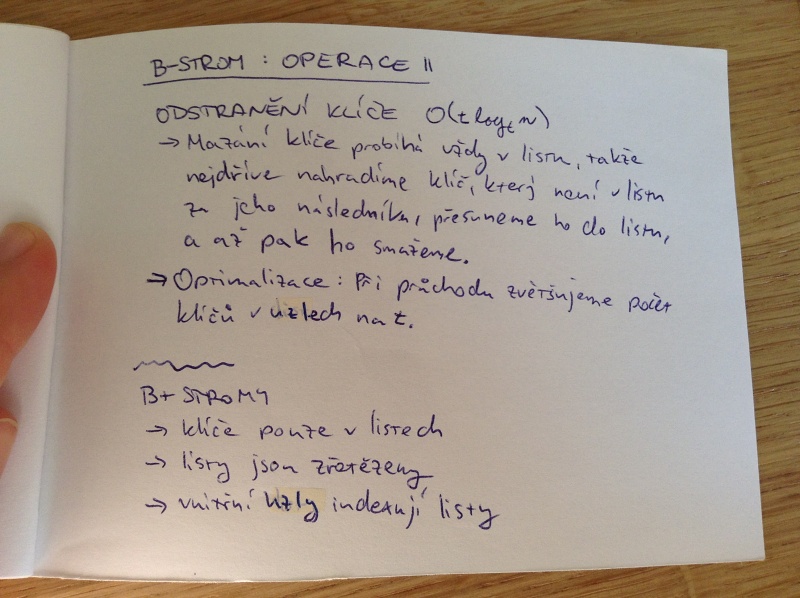 B-STROM : OPERACE II
ODSTRANĚNÍ KLÍČE O(t log_t n)
→ Mazání klíče probíhá vždy v listu, takže
nejdříve nahradíme klíč, který není v listu
za jeho následníka, přesuneme ho do listu,
a až pak ho smažeme.
→ Optimalizace : Při průchodu zvětšujeme počet
klíčů v uzlech na t.
B+ STROMY
→ klíče pouze v listech
→ listy jsou zřetězeny
→ vnitřní uzly indexují listy